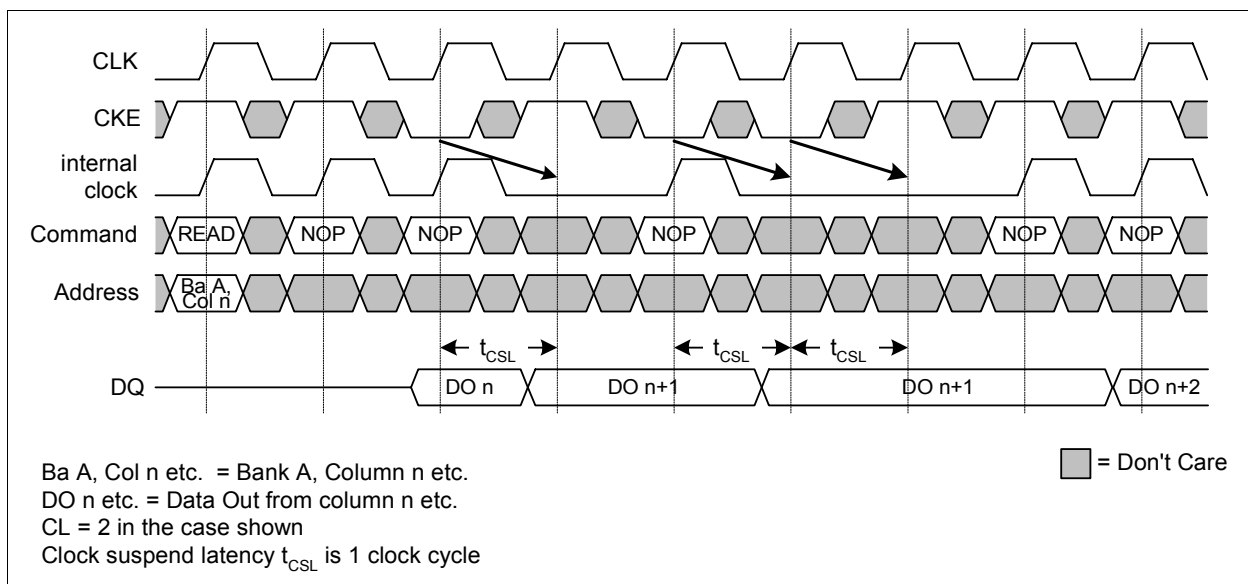 CLK
CKE
internal
clock
Command READ NOP NOP NOP NOP NOP
Address Ba A,
Col n
tCSL tCSL tCSL
DQ DO n DO n+1 DO n+1 DO n+2
Ba A, Col n etc. = Bank A, Column n etc.
= Don't Care
DO n etc. = Data Out from column n etc.
CL = 2 in the case shown
Clock suspend latency tCSL is 1 clock cycle